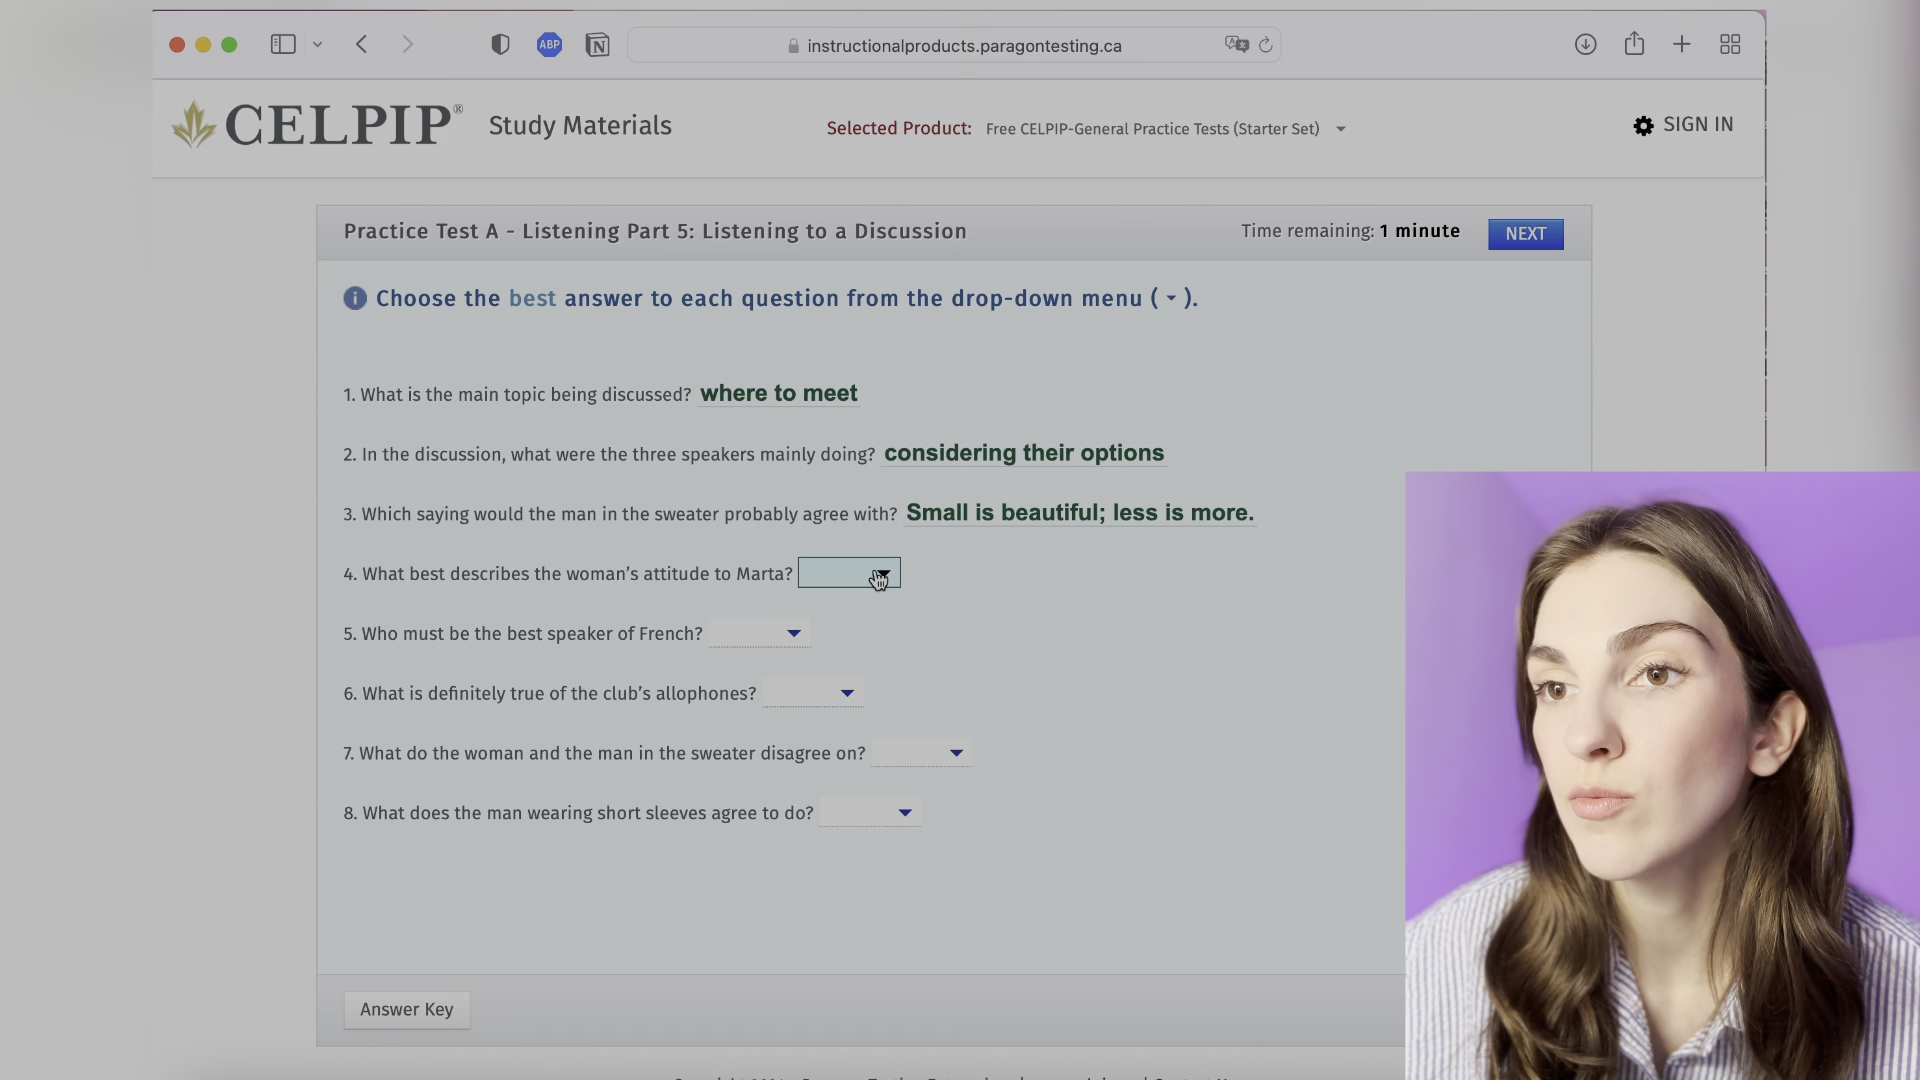 ABP
instructionalproducts.paragontesting.ca
CELPIP® Study Materials
Selected Product: Free CELPIP-General Practice Tests (Starter Set)
SIGN IN
Practice Test A - Listening Part 5: Listening to a Discussion
Time remaining: 1 minute
NEXT
Choose the best answer to each question from the drop-down menu ( ).
1. What is the main topic being discussed? where to meet
2. In the discussion, what were the three speakers mainly doing? considering their options
3. Which saying would the man in the sweater probably agree with? Small is beautiful; less is more.
4. What best describes the woman's attitude to Marta?
5. Who must be the best speaker of French?
6. What is definitely true of the club's allophones?
7. What do the woman and the man in the sweater disagree on?
8. What does the man wearing short sleeves agree to do?
Answer Key